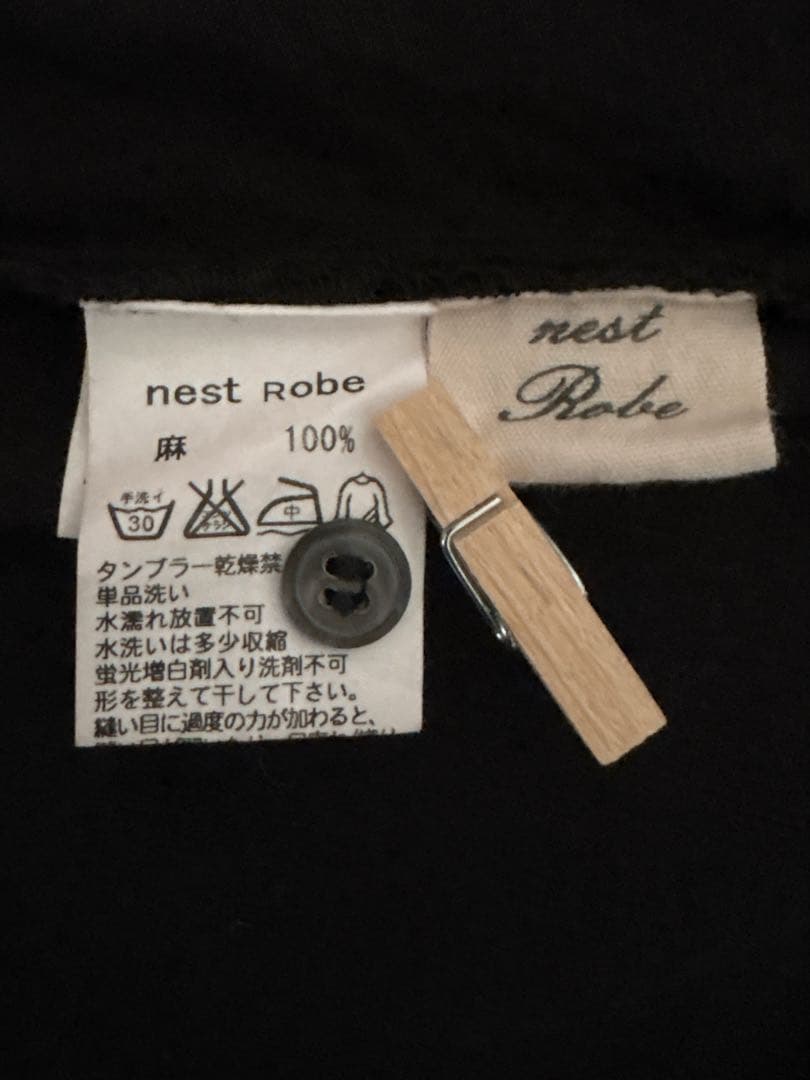 nest Robe
麻 100%
手洗イ
30
中
タンブラー乾燥禁
単品洗い
水濡れ放置不可
水洗いは多少収縮
蛍光増白剤入り洗剤不可
形を整えて干して下さい。
縫い目に過度の力が加わると、
nest
Robe